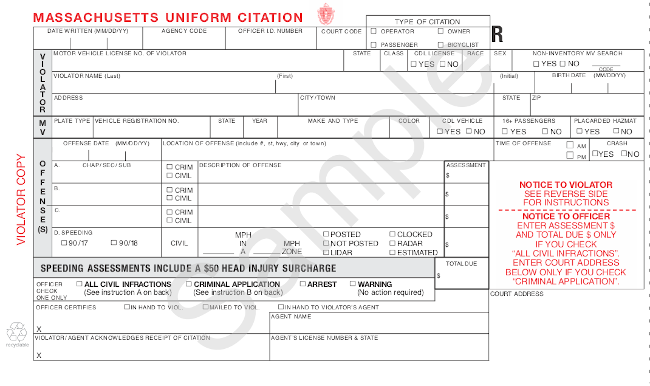 MASSACHUSETTS UNIFORM CITATION
TYPE OF CITATION
DATE WRITTEN (MM/DD/YY) AGENCY CODE OFFICER I.D. NUMBER COURT CODE ☐ OPERATOR ☐ OWNER
R
☐ PASSENGER ☐ BICYCLIST
VIOLATOR
MOTOR VEHICLE LICENSE NO. OF VIOLATOR STATE CLASS CDL LICENSE RACE SEX NON-INVENTORY MV SEARCH
☐ YES ☐ NO ☐ YES ☐ NO CODE
VIOLATOR NAME (Last) (First) (Initial) BIRTH DATE (MM/DD/YY)
ADDRESS CITY/TOWN STATE ZIP
MV
PLATE TYPE VEHICLE REGISTRATION NO. STATE YEAR MAKE AND TYPE COLOR COL VEHICLE 16+ PASSENGERS PLACARDED HAZMAT
☐ YES ☐ NO ☐ YES ☐ NO ☐ YES ☐ NO
OFFENSE DATE (MM/DD/YY) LOCATION OF OFFENSE (Include #, st, hwy, city or town) TIME OF OFFENSE ☐ AM CRASH
☐ PM ☐ YES ☐ NO
OFFENSE(S)
A. CHAP/SEC/SUB ☐ CRIM DESCRIPTION OF OFFENSE ASSESSMENT
☐ CIVIL $
B. ☐ CRIM
☐ CIVIL $
C. ☐ CRIM
☐ CIVIL $
D. SPEEDING MPH ☐ POSTED ☐ CLOCKED
☐ 90/17 ☐ 90/18 CIVIL IN MPH ☐ NOT POSTED ☐ RADAR $
A ZONE ☐ LIDAR ☐ ESTIMATED
SPEEDING ASSESSMENTS INCLUDE A $50 HEAD INJURY SURCHARGE TOTAL DUE
$
NOTICE TO VIOLATOR
SEE REVERSE SIDE
FOR INSTRUCTIONS
NOTICE TO OFFICER
ENTER ASSESSMENT $
AND TOTAL DUE $ ONLY
IF YOU CHECK
“ALL CIVIL INFRACTIONS”.
ENTER COURT ADDRESS
BELOW ONLY IF YOU CHECK
“CRIMINAL APPLICATION”.
OFFICER CHECK ONE ONLY ☐ ALL CIVIL INFRACTIONS ☐ CRIMINAL APPLICATION ☐ ARREST ☐ WARNING
(See instruction A on back) (See instruction B on back) (No action required)
COURT ADDRESS
OFFICER CERTIFIES ☐ IN HAND TO VIOL. ☐ MAILED TO VIOL. ☐ IN HAND TO VIOLATOR'S AGENT
AGENT NAME
X
VIOLATOR/AGENT ACKNOWLEDGES RECEIPT OF CITATION AGENT'S LICENSE NUMBER & STATE
X
VIOLATOR COPY
recyclable
Sample